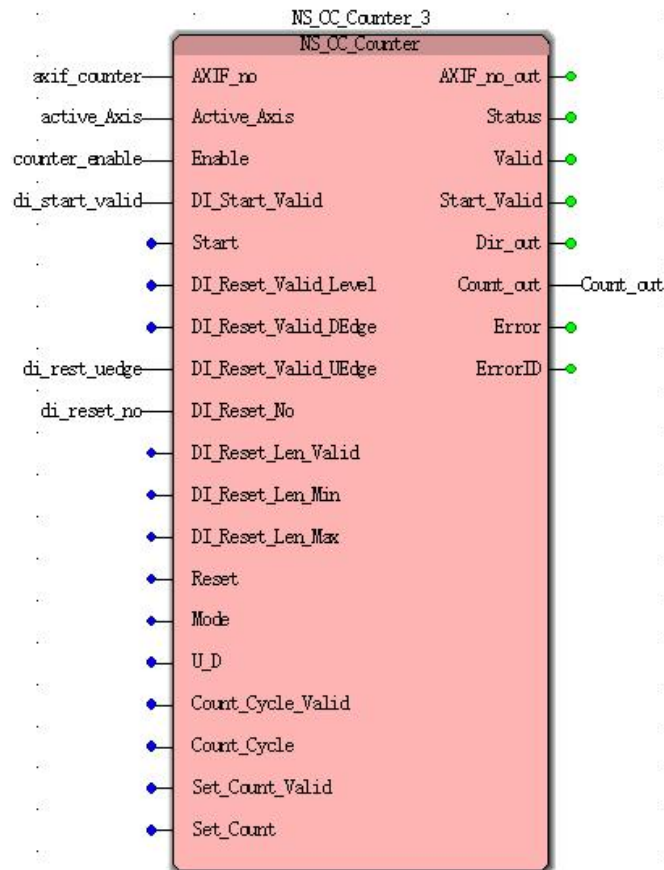 NS_CC_Counter_3
NS_CC_Counter
axif_counter AXIF_no AXIF_no_out
active_Axis Active_Axis Status
counter_enable Enable Valid
di_start_valid DI_Start_Valid Start_Valid
Start Dir_out
DI_Reset_Valid_Level Count_out Count_out
DI_Reset_Valid_DEdge Error
di_rest_uedge DI_Reset_Valid_UEdge ErrorID
di_reset_no DI_Reset_No
DI_Reset_Len_Valid
DI_Reset_Len_Min
DI_Reset_Len_Max
Reset
Mode
U_D
Count_Cycle_Valid
Count_Cycle
Set_Count_Valid
Set_Count